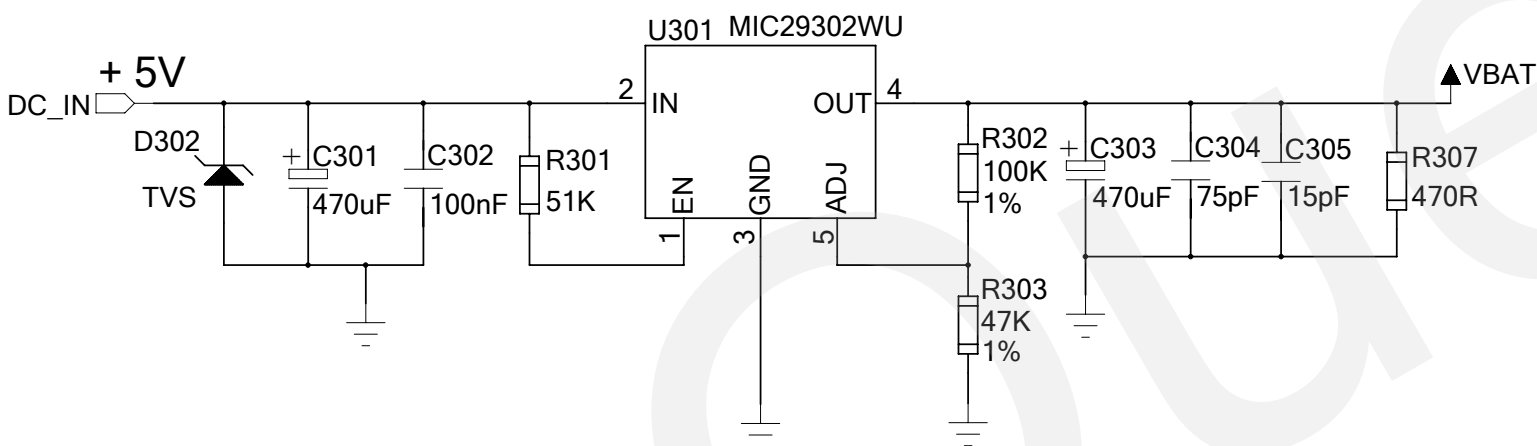 U301 MIC29302WU
+ 5V
DC_IN
2
IN
OUT
4
VBAT
D302
TVS
+
C301
470uF
C302
100nF
R301
51K
EN
1
GND
3
ADJ
5
R302
100K
1%
R303
47K
1%
+
C303
470uF
C304
75pF
C305
15pF
R307
470R